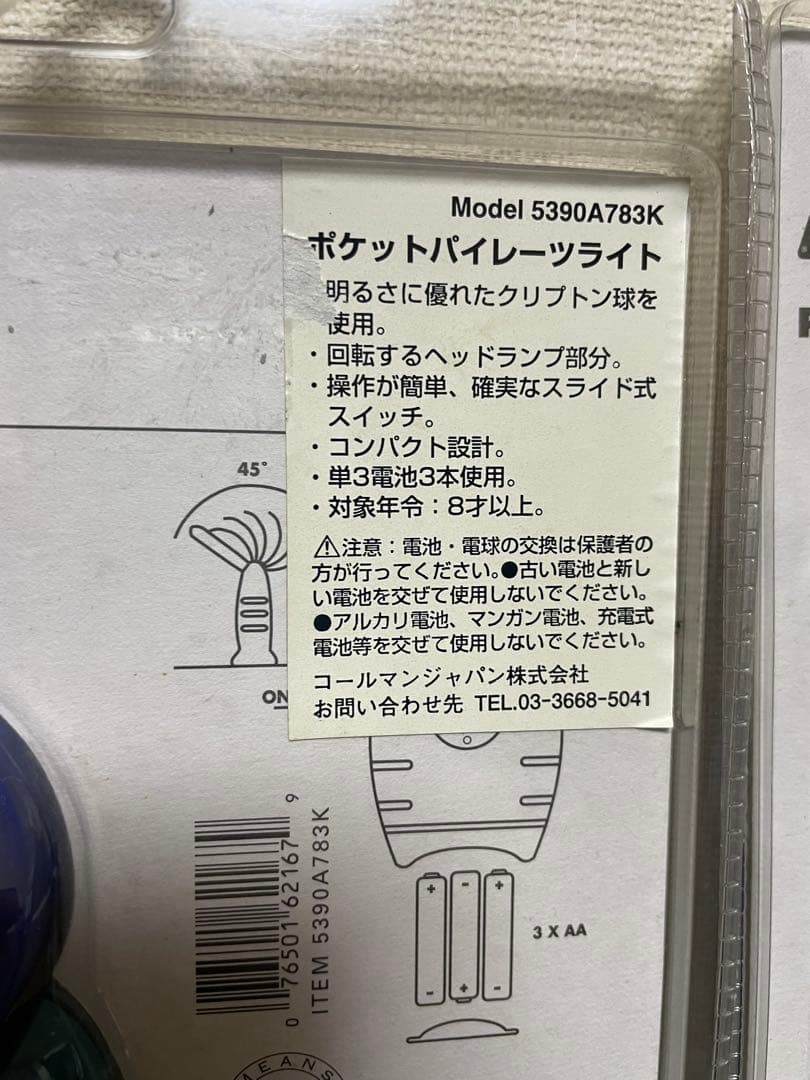 Model 5390A783K
ポケットパイレーツライト
明るさに優れたクリプトン球を
使用。
・回転するヘッドランプ部分。
・操作が簡単、確実なスライド式
スイッチ。
・コンパクト設計。
・単3電池3本使用。
・対象年令：8才以上。
⚠注意：電池・電球の交換は保護者の
方が行ってください。●古い電池と新し
い電池を交ぜて使用しないでください。
●アルカリ電池、マンガン電池、充電式
電池等を交ぜて使用しないでください。
コールマンジャパン株式会社
お問い合わせ先 TEL.03-3668-5041
45°
ON
0 76501 62167 9
ITEM 5390A783K
+ - +
- + -
3 X AA
MEANS